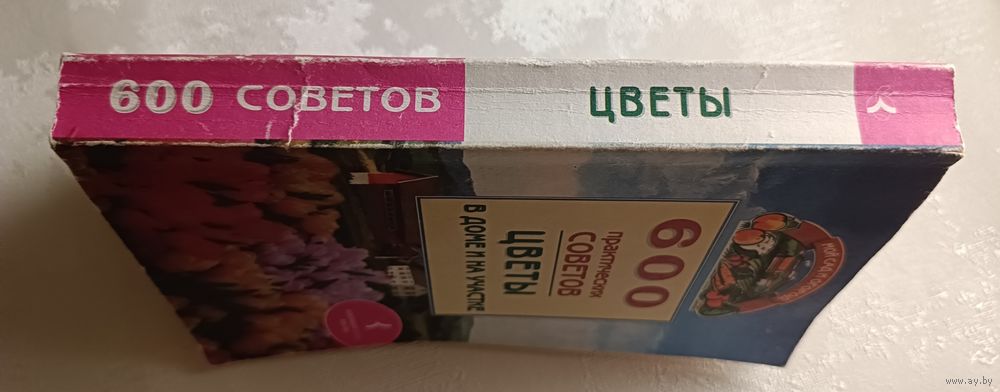 600 СОВЕТОВ
ЦВЕТЫ
600
практических
СОВЕТОВ
ЦВЕТЫ
В ДОМЕ И НА УЧАСТКЕ
www.ay.by